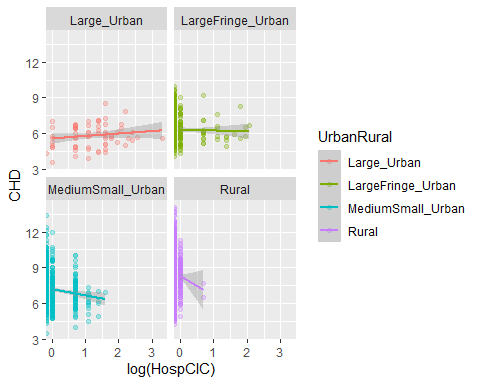 Large_Urban LargeFringe_Urban
12
9
6
3
MediumSmall_Urban Rural
12
9
6
3
0 1 2 3 0 1 2 3
log(HospCIC)
CHD
UrbanRural
Large_Urban
LargeFringe_Urban
MediumSmall_Urban
Rural